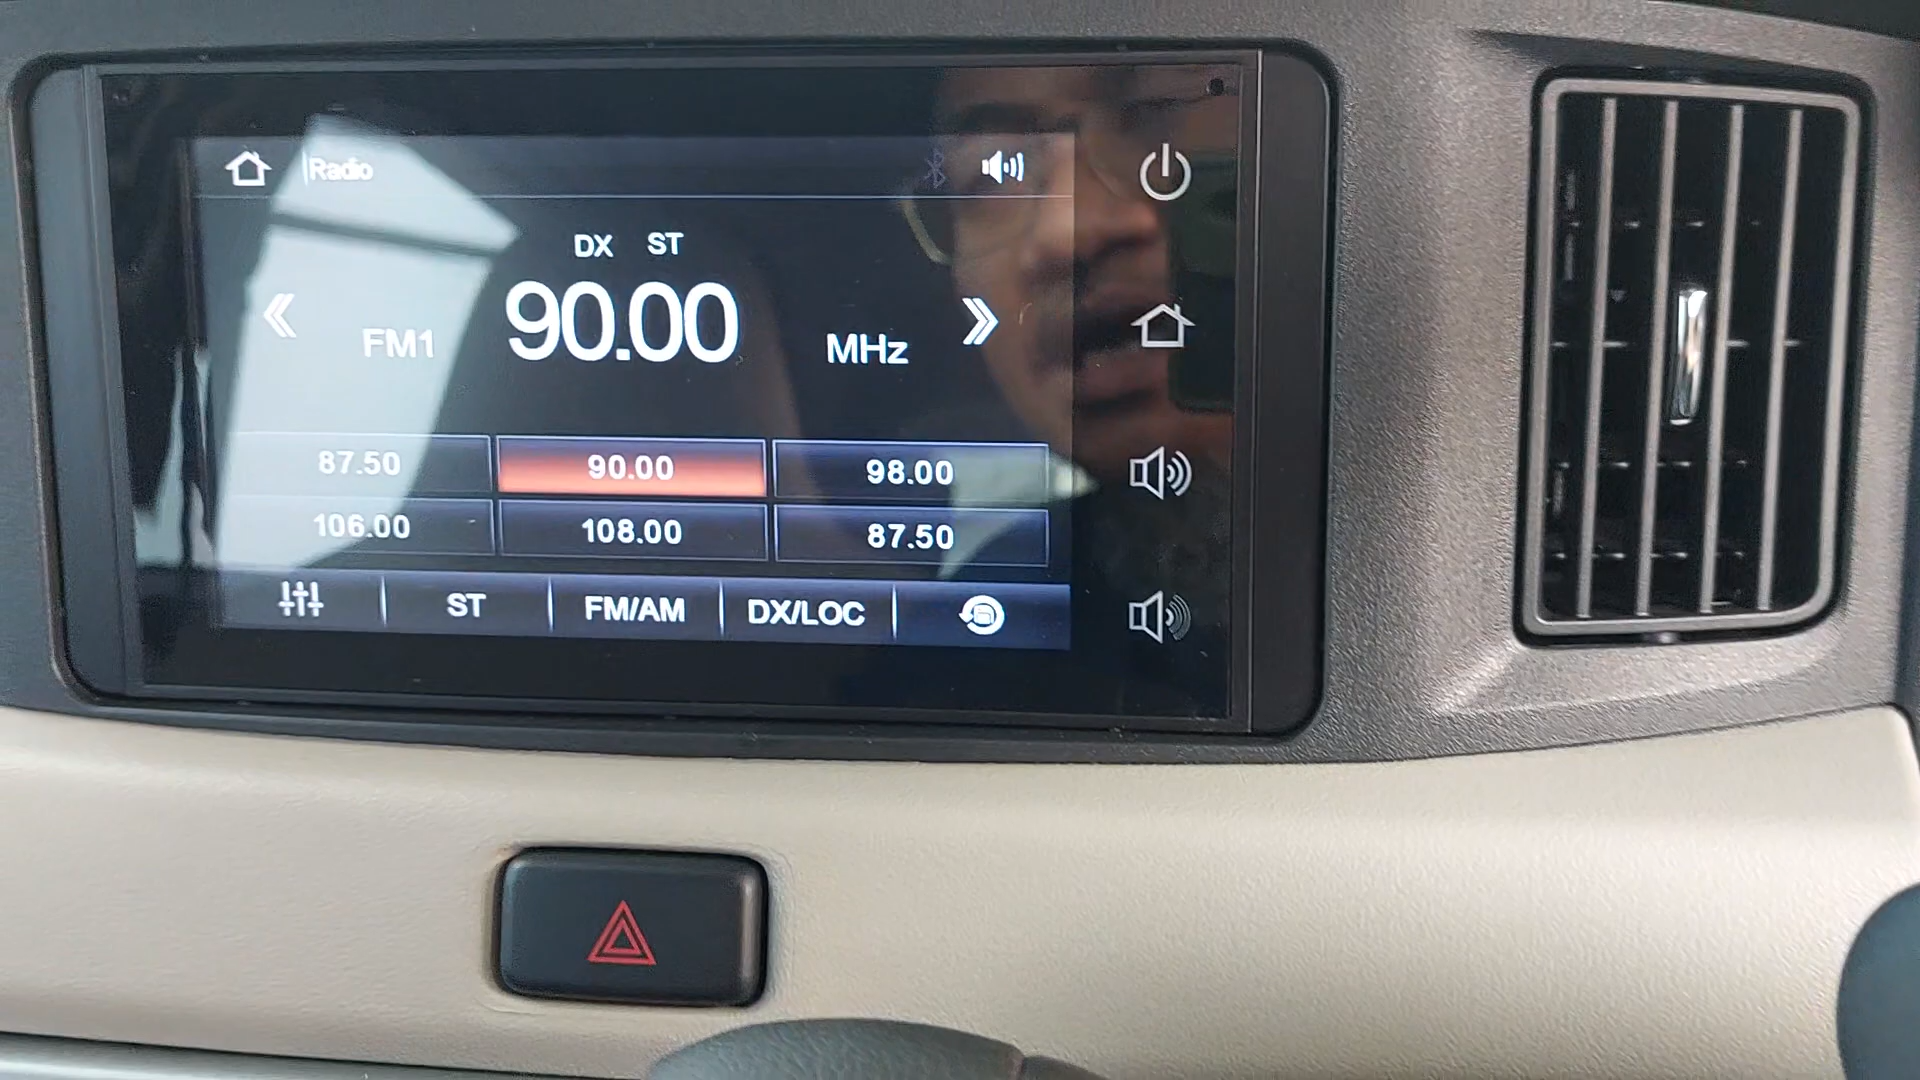 Radio
DX ST
FM1 90.00 MHz
87.50 90.00 98.00
106.00 108.00 87.50
ST FM/AM DX/LOC